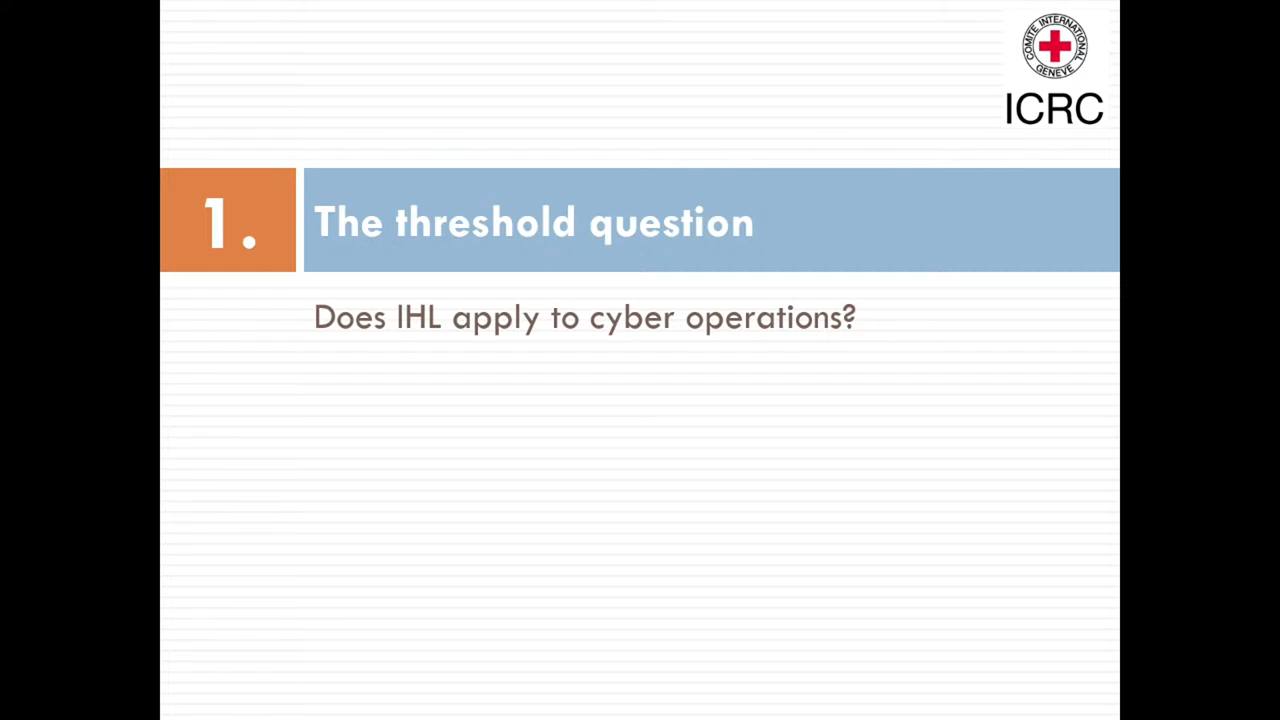 COMITE INTERNATIONAL
GENEVE
ICRC
1.
The threshold question
Does IHL apply to cyber operations?